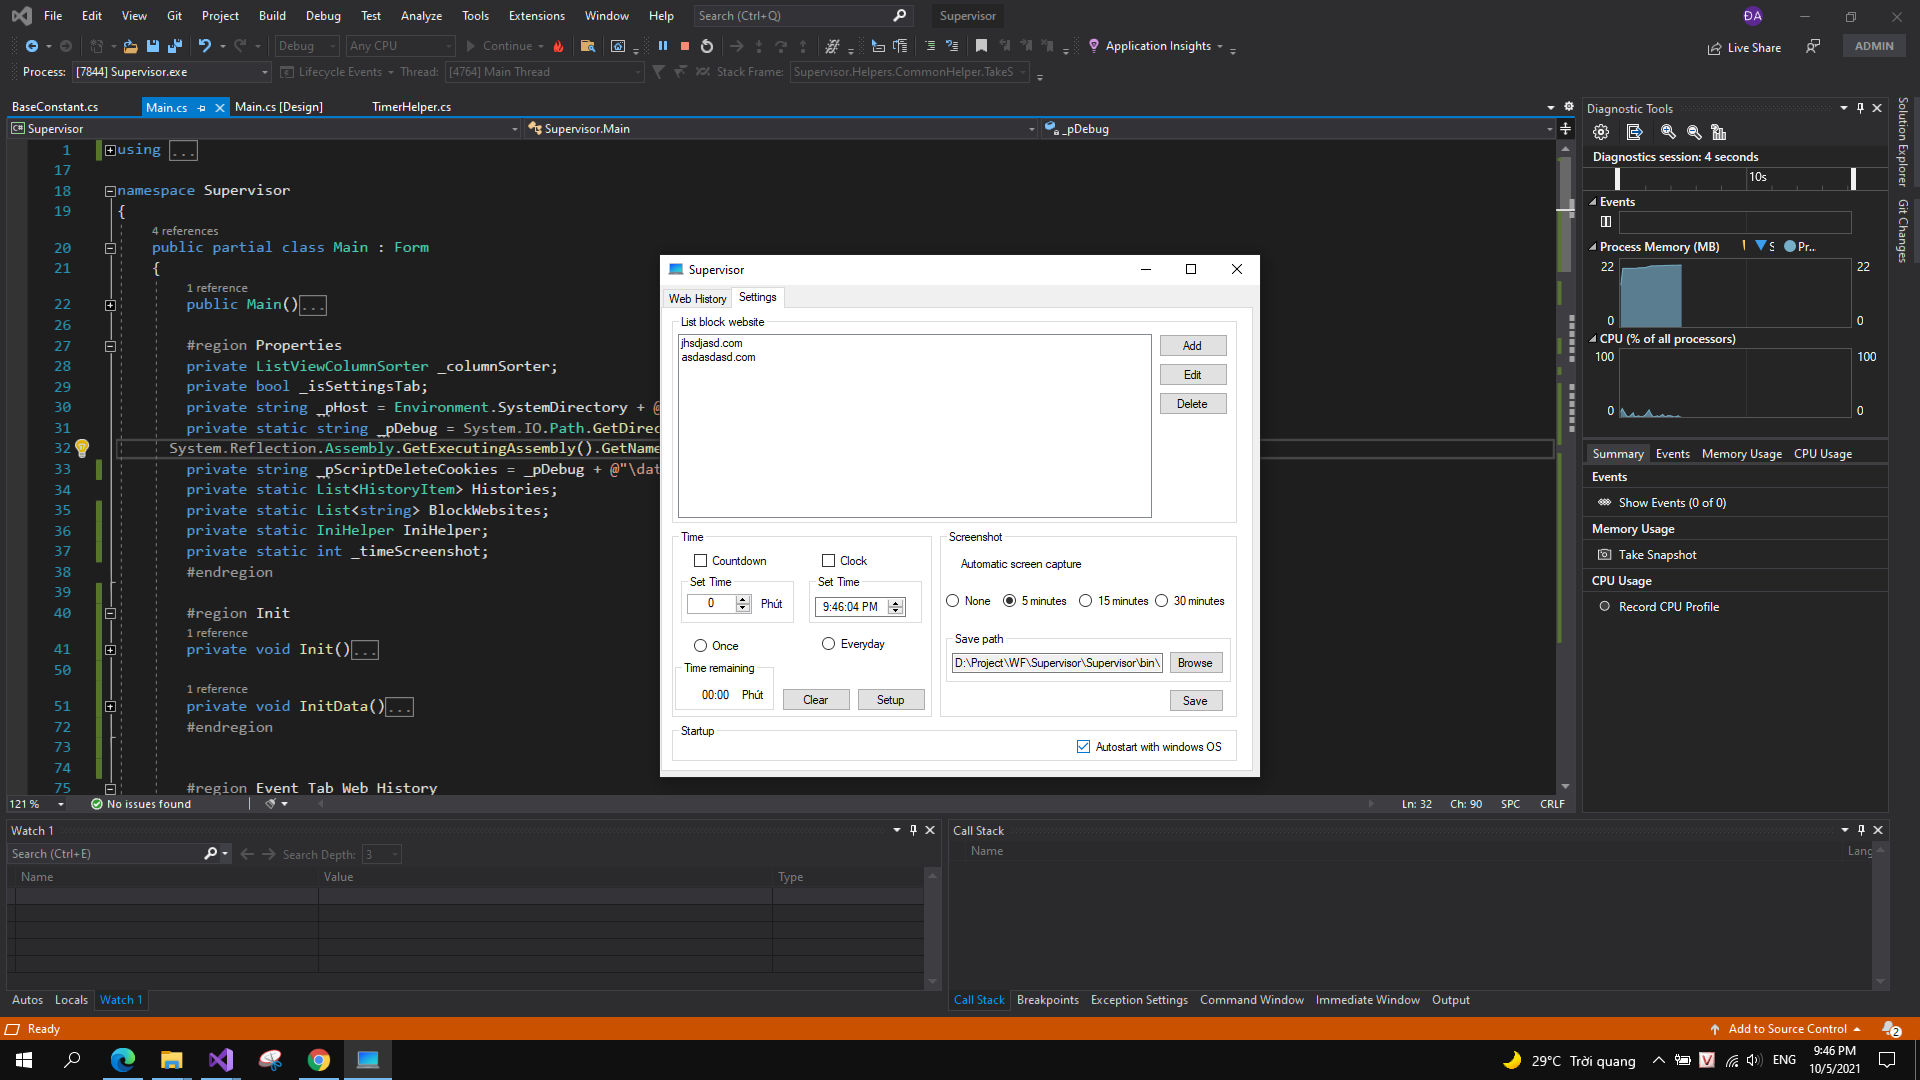 File Edit View Git Project Build Debug Test Analyze Tools Extensions Window Help Search (Ctrl+Q) Supervisor ĐA
Debug Any CPU Continue Application Insights Live Share ADMIN
Process: [7844] Supervisor.exe Lifecycle Events Thread: [4764] Main Thread Stack Frame: Supervisor.Helpers.CommonHelper.TakeS
BaseConstant.cs Main.cs Main.cs [Design] TimerHelper.cs
Supervisor Supervisor.Main _pDebug
1 using ...
17
18 namespace Supervisor
19 {
4 references
20 public partial class Main : Form
21 {
1 reference
22 public Main()...
26
27 #region Properties
28 private ListViewColumnSorter _columnSorter;
29 private bool _isSettingsTab;
30 private string _pHost = Environment.SystemDirectory + @
31 private static string _pDebug = System.IO.Path.GetDirec
32 System.Reflection.Assembly.GetExecutingAssembly().GetName
33 private string _pScriptDeleteCookies = _pDebug + @"\dat
34 private static List<HistoryItem> Histories;
35 private static List<string> BlockWebsites;
36 private static IniHelper IniHelper;
37 private static int _timeScreenshot;
38 #endregion
39
40 #region Init
1 reference
41 private void Init()...
50
1 reference
51 private void InitData()...
72 #endregion
73
74
75 #region Event Tab Web History
121 % No issues found Ln: 32 Ch: 90 SPC CRLF
Supervisor
Web History Settings
List block website
jhsdjasd.com
asdasdasd.com
Add
Edit
Delete
Time
Countdown Clock
Set Time Set Time
0 Phút 9:46:04 PM
Once Everyday
Time remaining
00:00 Phút Clear Setup
Screenshot
Automatic screen capture
None 5 minutes 15 minutes 30 minutes
Save path
D:\Project\WF\Supervisor\Supervisor\bin\ Browse
Save
Startup
Autostart with windows OS
Diagnostic Tools
Diagnostics session: 4 seconds
10s
Events
Process Memory (MB) S Pr...
22 22
0 0
CPU (% of all processors)
100 100
0 0
Summary Events Memory Usage CPU Usage
Events
Show Events (0 of 0)
Memory Usage
Take Snapshot
CPU Usage
Record CPU Profile
Solution Explorer
Git Changes
Watch 1
Search (Ctrl+E) Search Depth: 3
Name Value Type
Autos Locals Watch 1
Call Stack
Name Lang
Call Stack Breakpoints Exception Settings Command Window Immediate Window Output
Ready Add to Source Control 2
29°C Trời quang V ENG 9:46 PM
10/5/2021